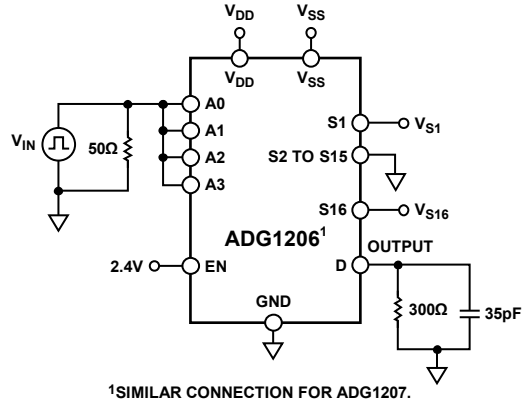 VDD VSS
VDD VSS
A0
A1
A2
A3
VIN
50Ω
S1 VS1
S2 TO S15
S16 VS16
ADG1206¹
OUTPUT
D
2.4V EN
GND
300Ω 35pF
¹SIMILAR CONNECTION FOR ADG1207.